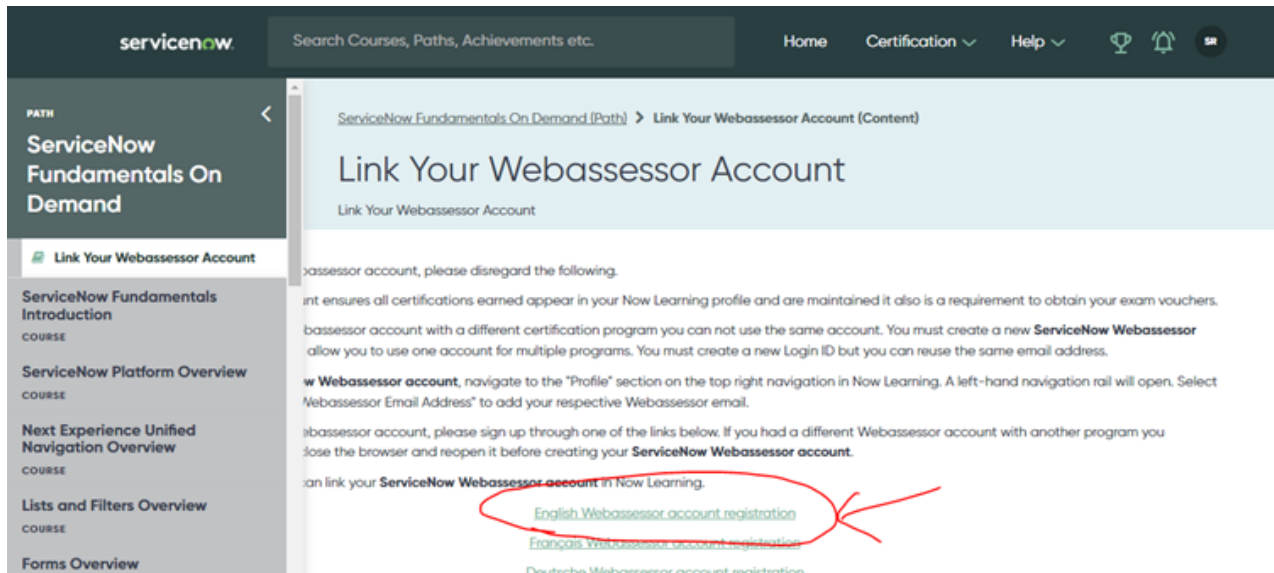 servicenow.
Search Courses, Paths, Achievements etc.
Home
Certification
Help
SR
PATH
ServiceNow
Fundamentals On
Demand
Link Your Webassessor Account
ServiceNow Fundamentals
Introduction
COURSE
ServiceNow Platform Overview
COURSE
Next Experience Unified
Navigation Overview
COURSE
Lists and Filters Overview
COURSE
Forms Overview
ServiceNow Fundamentals On Demand (Path) > Link Your Webassessor Account (Content)
Link Your Webassessor Account
Link Your Webassessor Account
account, please disregard the following.
ensures all certifications earned appear in your Now Learning profile and are maintained it also is a requirement to obtain your exam vouchers.
account with a different certification program you can not use the same account. You must create a new ServiceNow Webassessor
allow you to use one account for multiple programs. You must create a new Login ID but you can reuse the same email address.
w Webassessor account, navigate to the "Profile" section on the top right navigation in Now Learning. A left-hand navigation rail will open. Select
Webassessor Email Address" to add your respective Webassessor email.
account, please sign up through one of the links below. If you had a different Webassessor account with another program you
close the browser and reopen it before creating your ServiceNow Webassessor account.
can link your ServiceNow Webassessor account in Now Learning.
English Webassessor account registration
Français Webassessor account registration
Deutsche Webassessor account registration